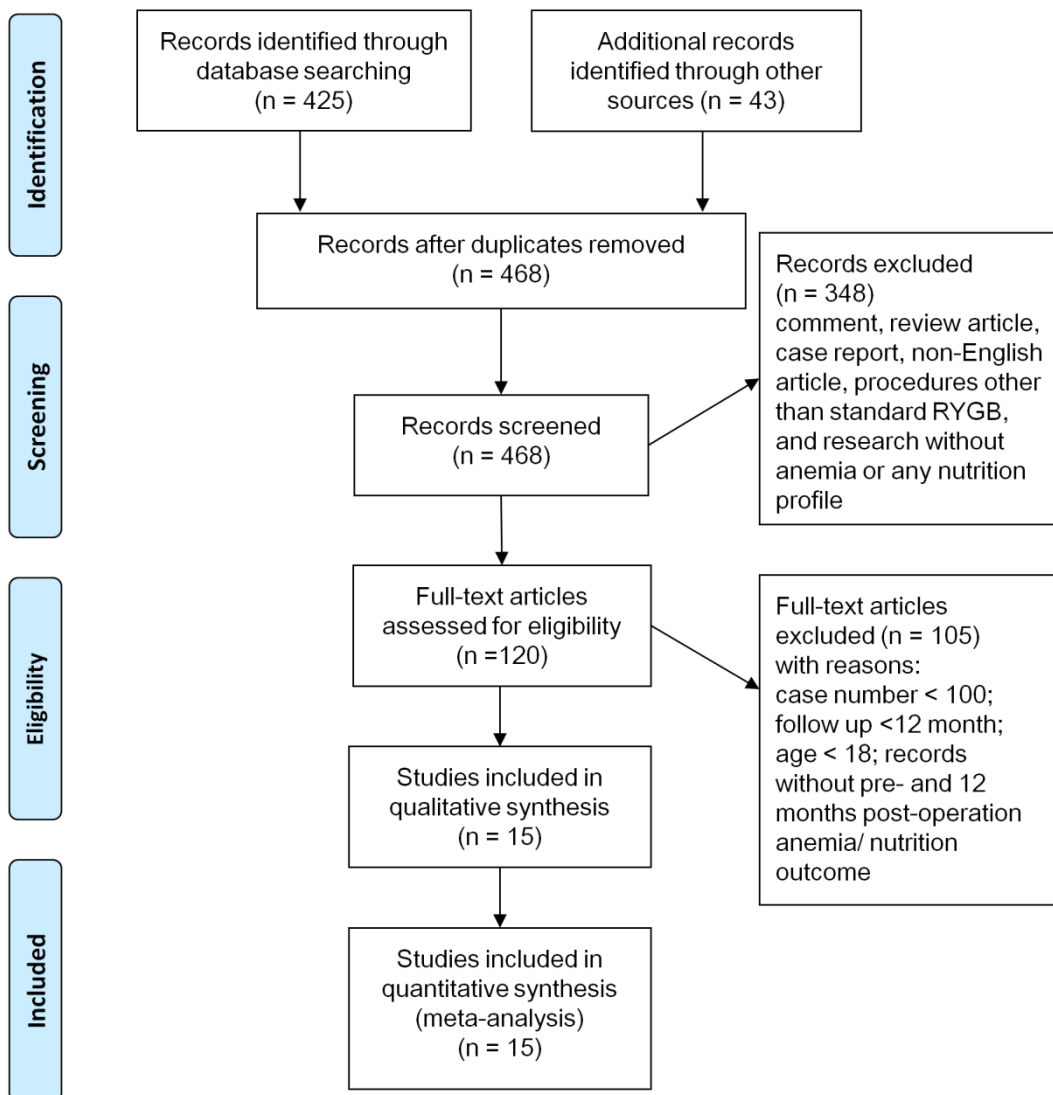 Identification
Records identified through
database searching
(n = 425)
Additional records
identified through other
sources (n = 43)
Records after duplicates removed
(n = 468)
Screening
Records screened
(n = 468)
Records excluded
(n = 348)
comment, review article,
case report, non-English
article, procedures other
than standard RYGB,
and research without
anemia or any nutrition
profile
Eligibility
Full-text articles
assessed for eligibility
(n =120)
Full-text articles
excluded (n = 105)
with reasons:
case number < 100;
follow up <12 month;
age < 18; records
without pre- and 12
months post-operation
anemia/ nutrition
outcome
Studies included in
qualitative synthesis
(n = 15)
Included
Studies included in
quantitative synthesis
(meta-analysis)
(n = 15)